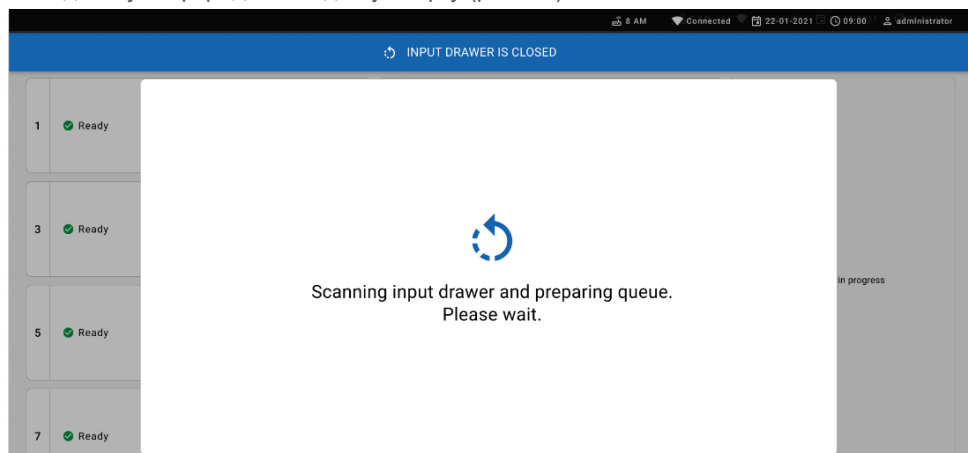 8 AM Connected 22-01-2021 09:00 administrator
INPUT DRAWER IS CLOSED
1 Ready
3 Ready
Scanning input drawer and preparing queue.
Please wait.
in progress
5 Ready
7 Ready